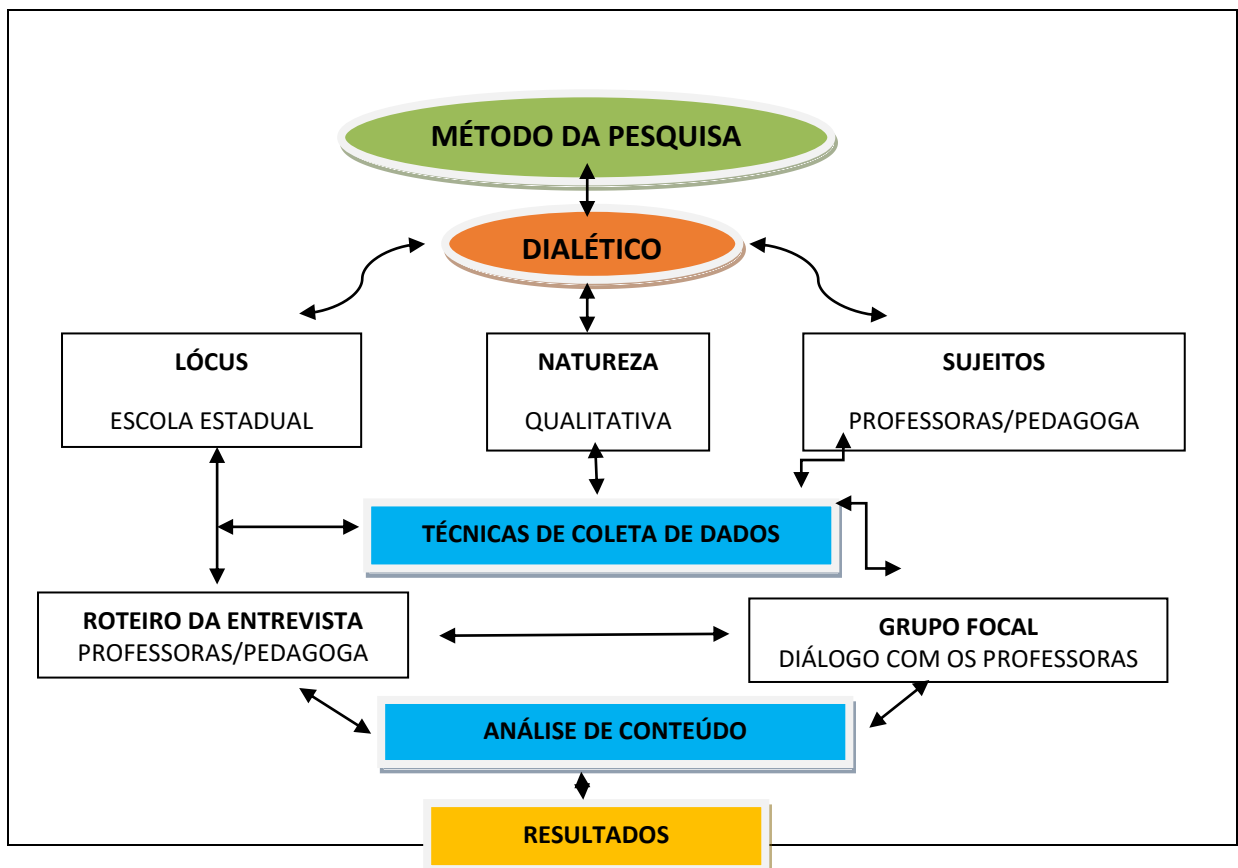 MÉTODO DA PESQUISA
DIALÉTICO
LÓCUS
ESCOLA ESTADUAL
NATUREZA
QUALITATIVA
SUJEITOS
PROFESSORAS/PEDAGOGA
TÉCNICAS DE COLETA DE DADOS
ROTEIRO DA ENTREVISTA
PROFESSORAS/PEDAGOGA
GRUPO FOCAL
DIÁLOGO COM OS PROFESSORAS
ANÁLISE DE CONTEÚDO
RESULTADOS